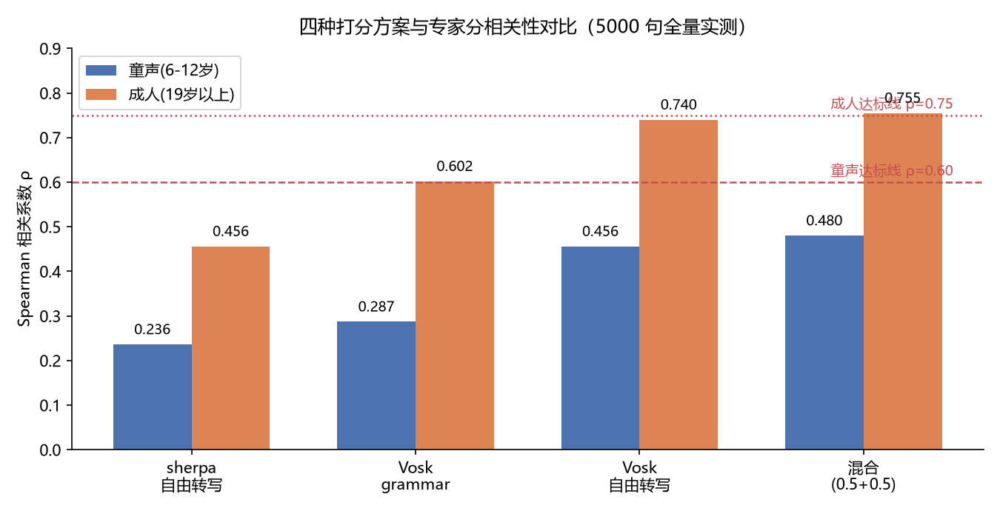 四种打分方案与专家分相关性对比（5000 句全量实测）
童声(6-12岁)
成人(19岁以上)
Spearman 相关系数 ρ
0.9
0.8
0.7
0.6
0.5
0.4
0.3
0.2
0.1
0.0
成人达标线 ρ=0.75
童声达标线 ρ=0.60
0.236
0.456
0.287
0.602
0.456
0.740
0.480
0.755
sherpa
自由转写
Vosk
grammar
Vosk
自由转写
混合
(0.5+0.5)